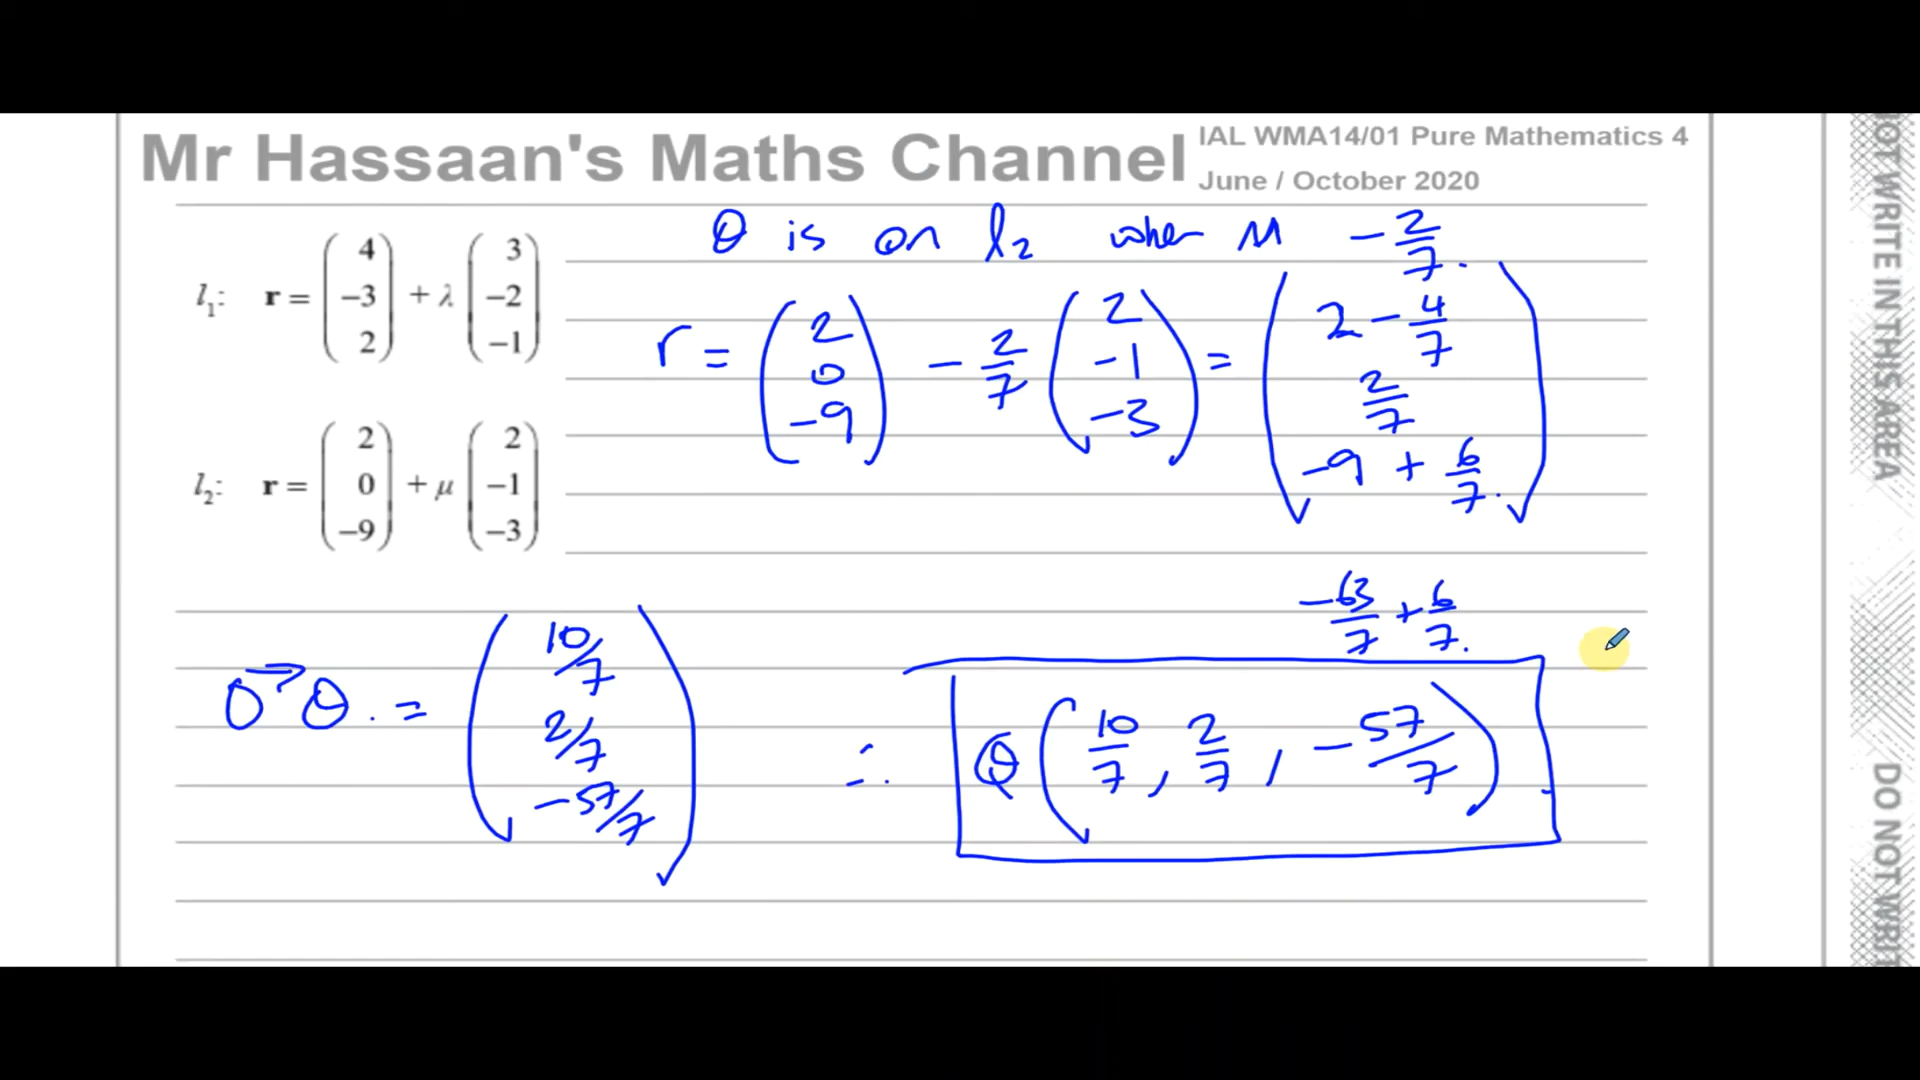 Mr Hassaan's Maths Channel
IAL WMA14/01 Pure Mathematics 4
June / October 2020
l₁: r = (4 −3 2) + λ (3 −2 −1)
l₂: r = (2 0 −9) + μ (2 −1 −3)
Q is on l₂ when M −2/7.
r = (2 0 −9) − 2/7 (2 −1 −3) = (2 − 4/7 2/7 −9 + 6/7.)
−63/7 + 6/7.
OQ. = (10/7 2/7 −57/7)
∴ Q (10/7, 2/7, −57/7).
NOT WRITE IN THIS AREA
DO NOT WRIT